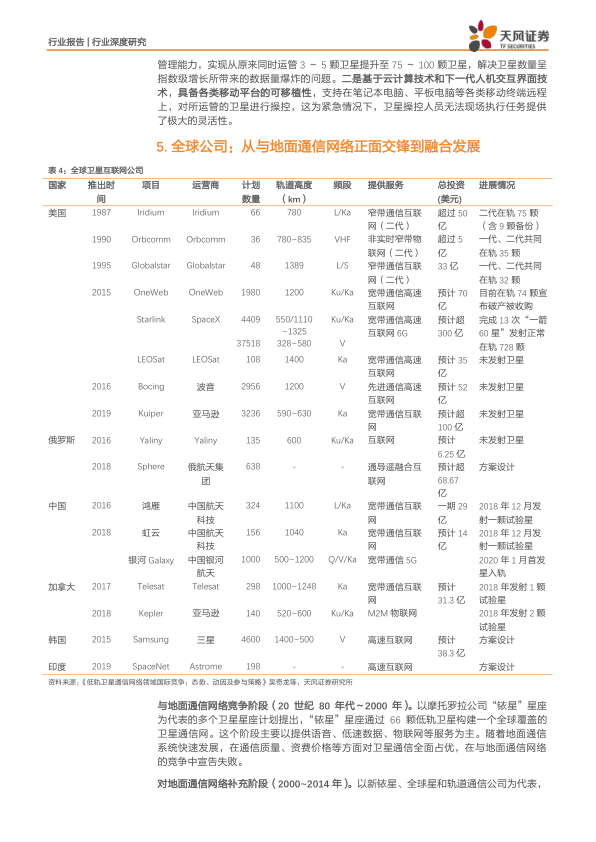 行业报告 | 行业深度研究
天风证券
TF SECURITIES
管理能力，实现从原来同时运管 3 ~ 5 颗卫星提升至 75 ~ 100 颗卫星，解决卫星数量呈
指数级增长所带来的数据量爆炸的问题。二是基于云计算技术和下一代人机交互界面技
术，具备各类移动平台的可移植性，支持在笔记本电脑、平板电脑等各类移动终端远程
上，对所运管的卫星进行操控，这为紧急情况下，卫星操控人员无法现场执行任务提供
了极大的灵活性。
5. 全球公司：从与地面通信网络正面交锋到融合发展
表 4：全球卫星互联网公司
国家 推出时 项目 运营商 计划 轨道高度 频段 提供服务 总投资 进展情况
间 数量 （km） (美元)
美国 1987 Iridium Iridium 66 780 L/Ka 窄带通信互联 超过 50 二代在轨 75 颗
网（二代） 亿 （含 9 颗备份）
1990 Orbcomm Orbcomm 36 780-835 VHF 非实时窄带物 超过 5 一代、二代共同
联网（二代） 亿 在轨 35 颗
1995 Globalstar Globalstar 48 1389 L/S 窄带通信互联 33 亿 一代、二代共同
网（二代） 在轨 32 颗
2015 OneWeb OneWeb 1980 1200 Ku/Ka 宽带通信高速 预计 70 目前在轨 74 颗宣
互联网 亿 布破产被收购
Starlink SpaceX 4409 550/1110 Ku/Ka 宽带通信高速 预计超 完成 13 次“一箭
-1325 互联网 6G 300 亿 60 星”发射正常
37518 328-580 V 在轨 728 颗
LEOSat LEOSat 108 1400 Ka 宽带通信高速 预计 35 未发射卫星
互联网 亿
2016 Bocing 波音 2956 1200 V 先进通信高速 预计 52 未发射卫星
互联网 亿
2019 Kuiper 亚马逊 3236 590-630 Ka 宽带通信互联 预计超 未发射卫星
网 100 亿
俄罗斯 2016 Yaliny Yaliny 135 600 Ku/Ka 互联网 预计 未发射卫星
6.25 亿
2018 Sphere 俄航天集 638 - - 通导遥融合互 预计超 方案设计
团 联网 68.67
亿
中国 2016 鸿雁 中国航天 324 1100 L/Ka 宽带通信互联 一期 29 2018 年 12 月发
科技 网 亿 射一颗试验星
2018 虹云 中国航天 156 1040 Ka 宽带通信互联 预计 14 2018 年 12 月发
科技 网 亿 射一颗试验星
银河 Galaxy 中国银河 1000 500-1200 Q/V/Ka 宽带通信 5G 2020 年 1 月首发
航天 星入轨
加拿大 2017 Telesat Telesat 298 1000-1248 Ka 宽带通信互联 预计 2018 年发射 1 颗
网 31.3 亿 试验星
2018 Kepler 亚马逊 140 520-600 Ku/Ka M2M 物联网 2018 年发射 2 颗
试验星
韩国 2015 Samsung 三星 4600 1400-500 V 高速互联网 预计 方案设计
38.3 亿
印度 2019 SpaceNet Astrome 198 - - 高速互联网 方案设计
资料来源：《低轨卫星通信网络领域国际竞争：态势、动因及参与策略》吴奇龙等，天风证券研究所
与地面通信网络竞争阶段（20 世纪 80 年代~2000 年）。以摩托罗拉公司“铱星”星座
为代表的多个卫星星座计划提出，“铱星”星座通过 66 颗低轨卫星构建一个全球覆盖的
卫星通信网。这个阶段主要以提供语音、低速数据、物联网等服务为主。随着地面通信
系统快速发展，在通信质量、资费价格等方面对卫星通信全面占优，在与地面通信网络
的竞争中宣告失败。
对地面通信网络补充阶段（2000~2014 年）。以新铱星、全球星和轨道通信公司为代表，